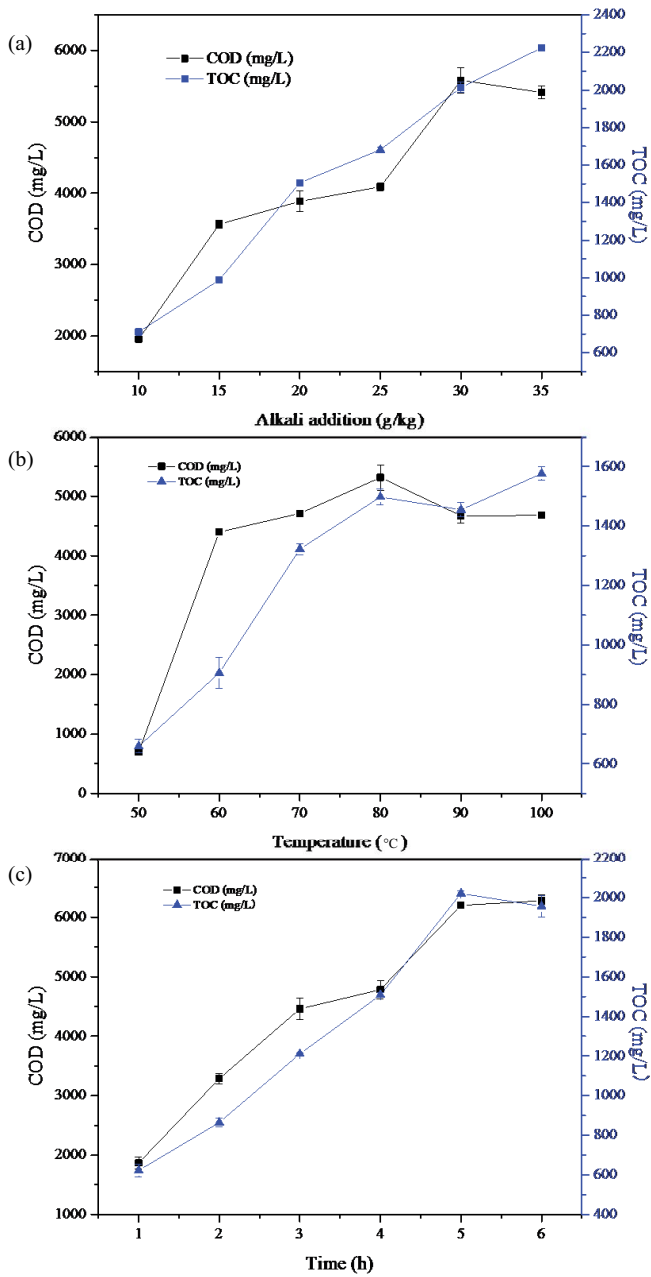 (a)
COD (mg/L)
TOC (mg/L)
6000
5000
4000
3000
2000
COD (mg/L)
2400
2200
2000
1800
1600
1400
1200
1000
800
600
TOC (mg/L)
10 15 20 25 30 35
Alkali addition (g/kg)
(b)
COD (mg/L)
TOC (mg/L)
6000
5000
4000
3000
2000
1000
0
COD (mg/L)
1600
1400
1200
1000
800
600
TOC (mg/L)
50 60 70 80 90 100
Temperature (°C)
(c)
COD (mg/L)
TOC (mg/L)
7000
6000
5000
4000
3000
2000
1000
COD (mg/L)
2200
2000
1800
1600
1400
1200
1000
800
600
400
TOC (mg/L)
1 2 3 4 5 6
Time (h)